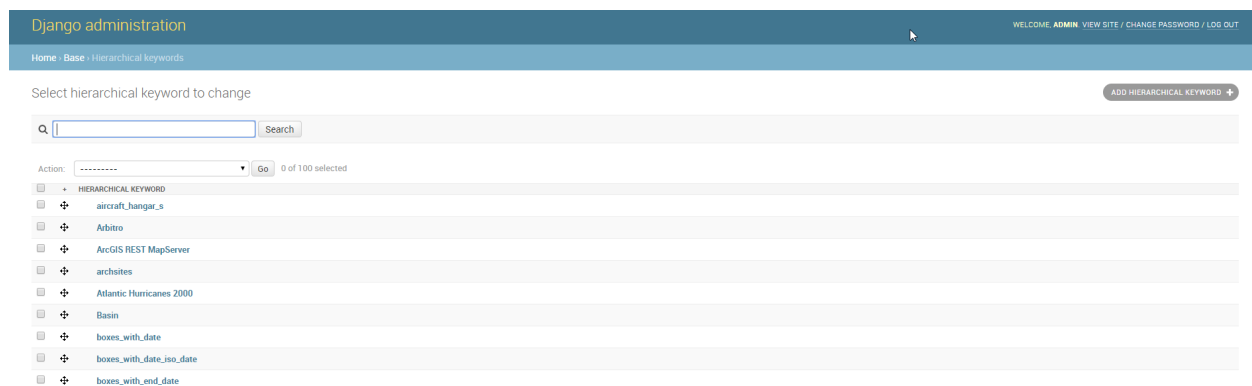 Django administration
WELCOME, ADMIN. VIEW SITE / CHANGE PASSWORD / LOG OUT
Home › Base › Hierarchical keywords
Select hierarchical keyword to change
ADD HIERARCHICAL KEYWORD +
Search
Action: --------- Go 0 of 100 selected
+ HIERARCHICAL KEYWORD
aircraft_hangar_s
Arbitro
ArcGIS REST MapServer
archsites
Atlantic Hurricanes 2000
Basin
boxes_with_date
boxes_with_date_iso_date
boxes_with_end_date